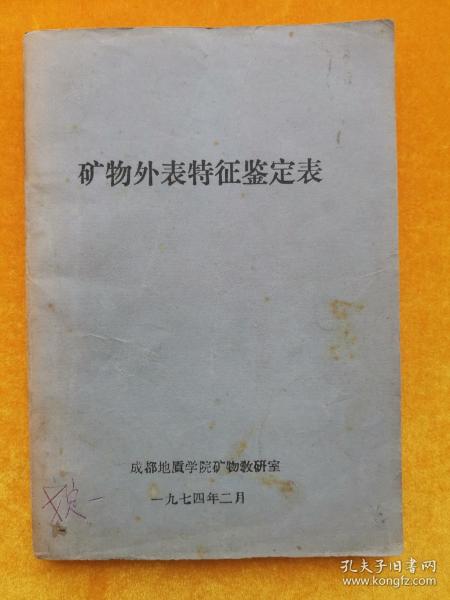 矿物外表特征鉴定表
成都地质学院矿物教研室
一九七四年二月
孔夫子旧书网
www.kongfz.com